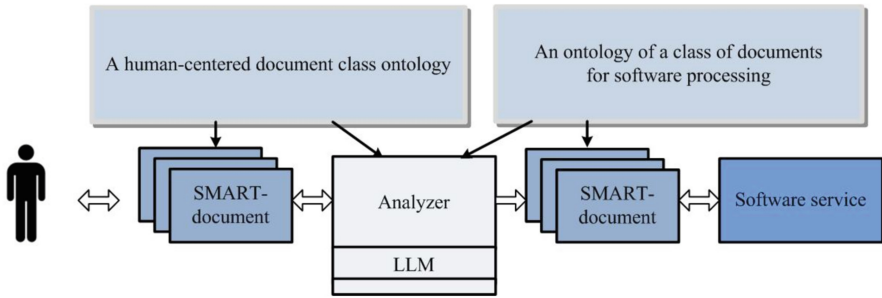 A human-centered document class ontology
An ontology of a class of documents
for software processing
SMART-
document
Analyzer
LLM
SMART-
document
Software service